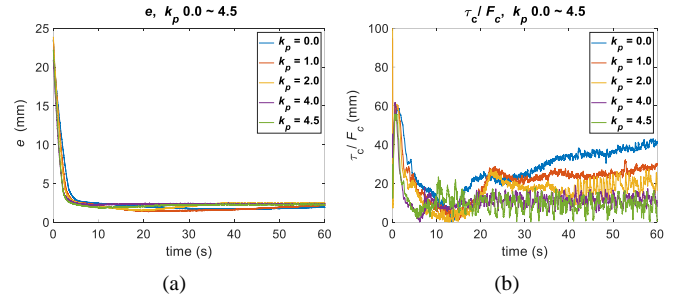 e, k_p 0.0 ~ 4.5
25
20
15
10
5
0
0 10 20 30 40 50 60
e (mm)
time (s)
k_p = 0.0
k_p = 1.0
k_p = 2.0
k_p = 4.0
k_p = 4.5
(a)
τ_c / F_c, k_p 0.0 ~ 4.5
100
80
60
40
20
0
0 10 20 30 40 50 60
τ_c / F_c (mm)
time (s)
k_p = 0.0
k_p = 1.0
k_p = 2.0
k_p = 4.0
k_p = 4.5
(b)